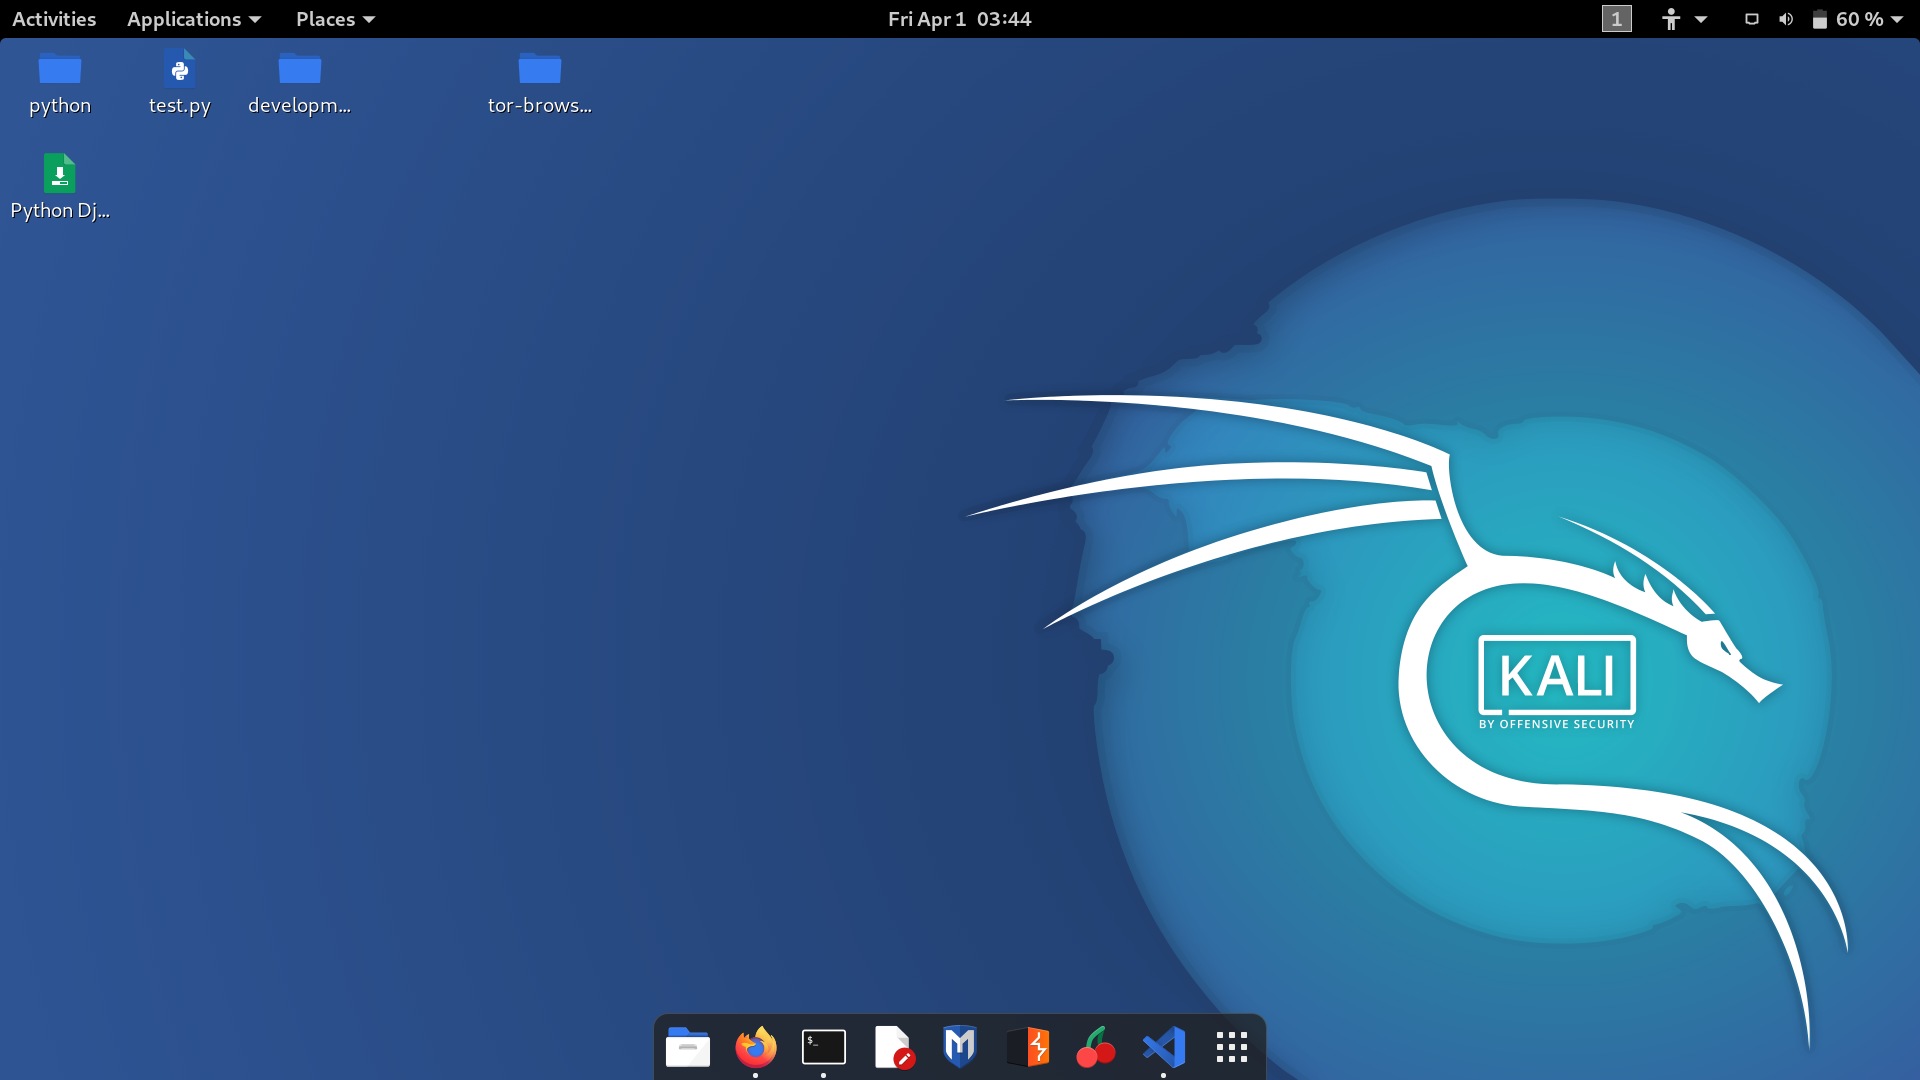 Activities Applications Places Fri Apr 1 03:44 1 60 %
python test.py developm... tor-brows...
Python Dj...
KALI
BY OFFENSIVE SECURITY
$_